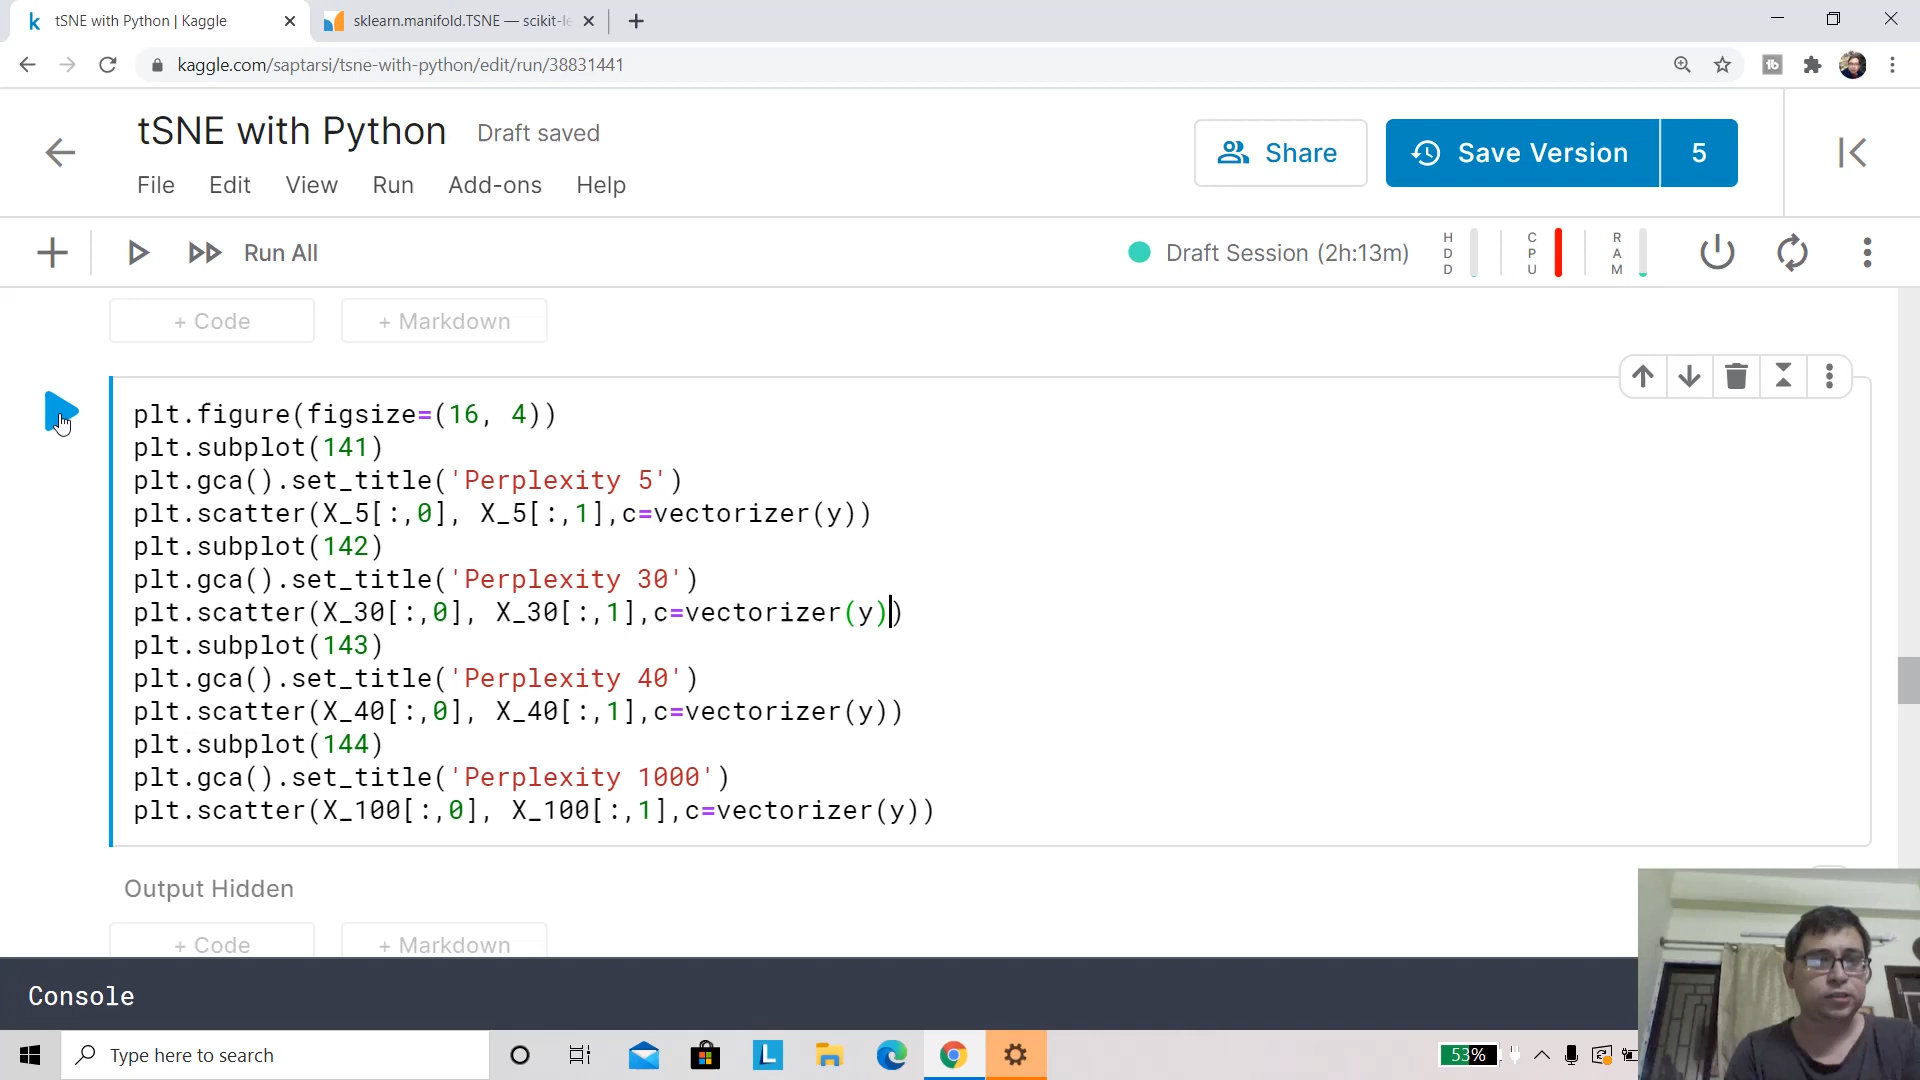 tSNE with Python | Kaggle
sklearn.manifold.TSNE — scikit-le
kaggle.com/saptarsi/tsne-with-python/edit/run/38831441
tSNE with Python
Draft saved
Share
Save Version
5
File
Edit
View
Run
Add-ons
Help
Run All
Draft Session (2h:13m)
HDD
CPU
RAM
+ Code
+ Markdown
plt.figure(figsize=(16, 4))
plt.subplot(141)
plt.gca().set_title('Perplexity 5')
plt.scatter(X_5[:,0], X_5[:,1],c=vectorizer(y))
plt.subplot(142)
plt.gca().set_title('Perplexity 30')
plt.scatter(X_30[:,0], X_30[:,1],c=vectorizer(y))
plt.subplot(143)
plt.gca().set_title('Perplexity 40')
plt.scatter(X_40[:,0], X_40[:,1],c=vectorizer(y))
plt.subplot(144)
plt.gca().set_title('Perplexity 1000')
plt.scatter(X_100[:,0], X_100[:,1],c=vectorizer(y))
Output Hidden
+ Code
+ Markdown
Console
Type here to search
L
53%